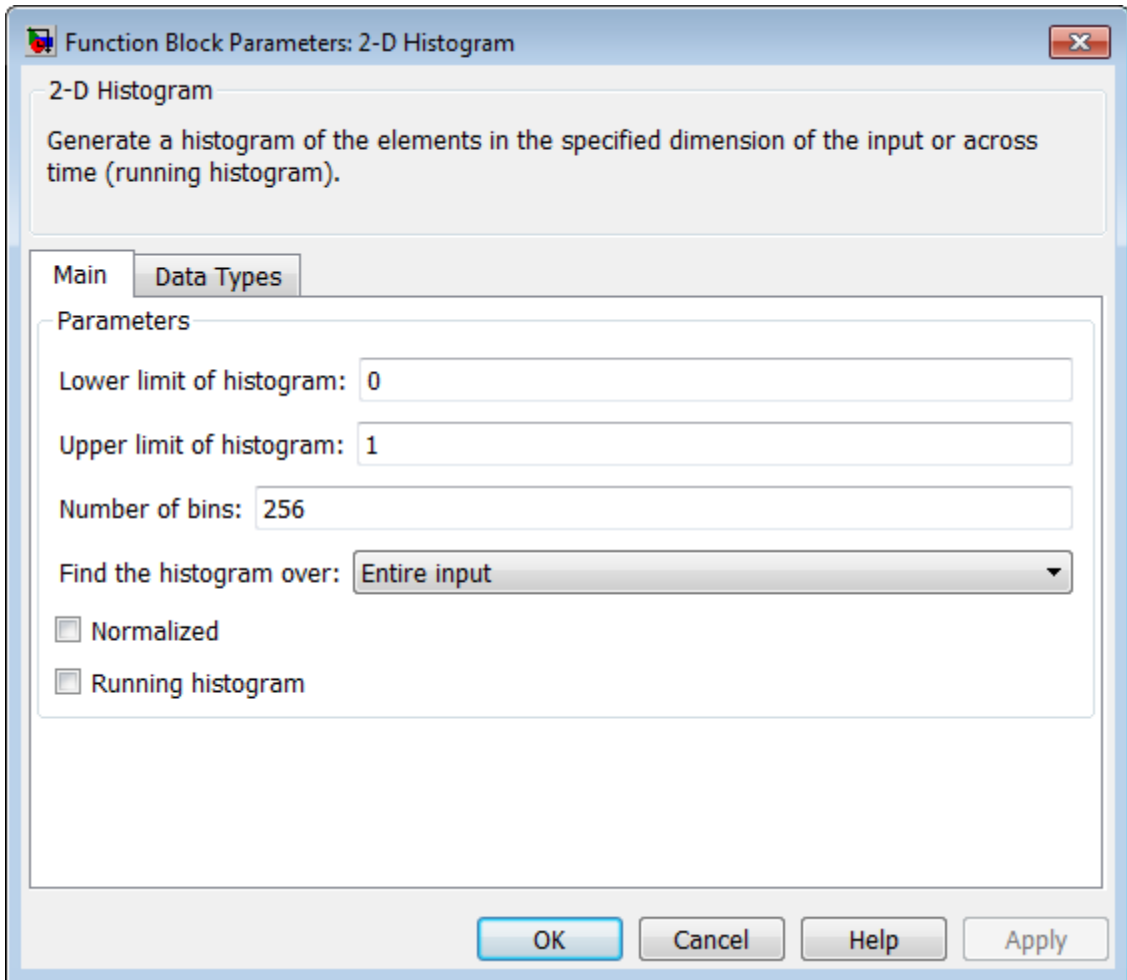 Function Block Parameters: 2-D Histogram
2-D Histogram
Generate a histogram of the elements in the specified dimension of the input or across
time (running histogram).
Main Data Types
Parameters
Lower limit of histogram: 0
Upper limit of histogram: 1
Number of bins: 256
Find the histogram over: Entire input
Normalized
Running histogram
OK Cancel Help Apply